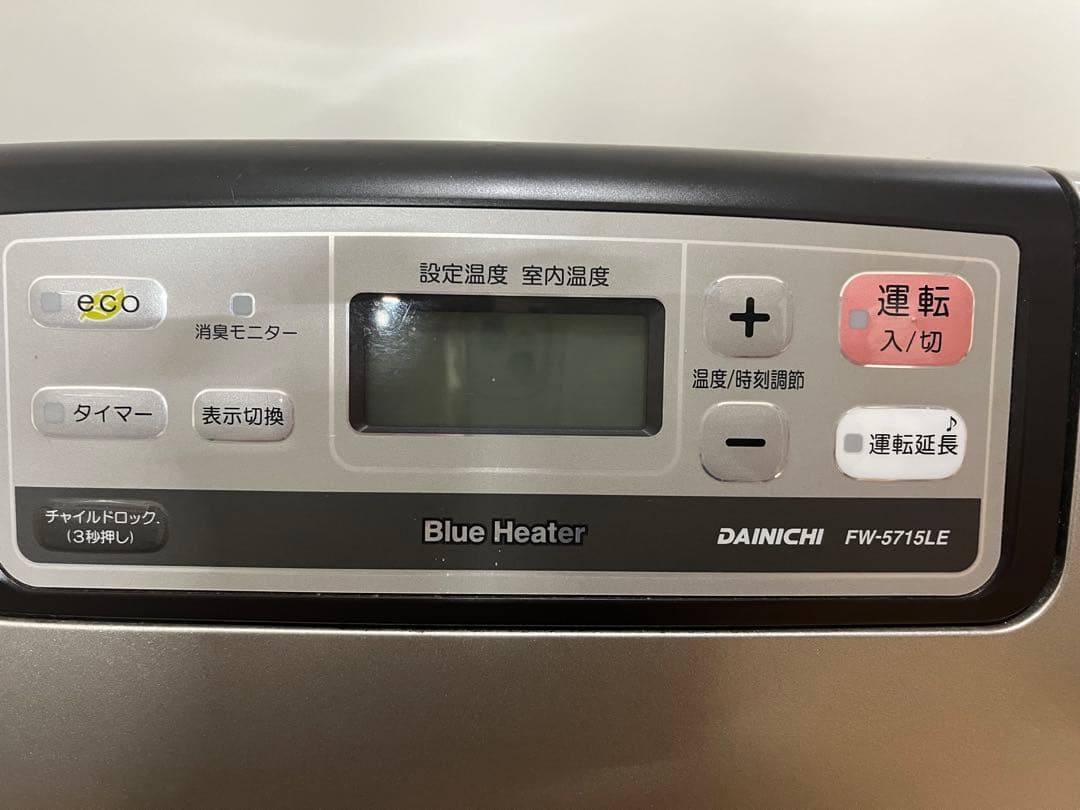 eco
消臭モニター
タイマー
表示切換
チャイルドロック
(3秒押し)
設定温度 室内温度
+
温度/時刻調節
−
運転
入/切
♪
運転延長
Blue Heater
DAINICHI FW-5715LE